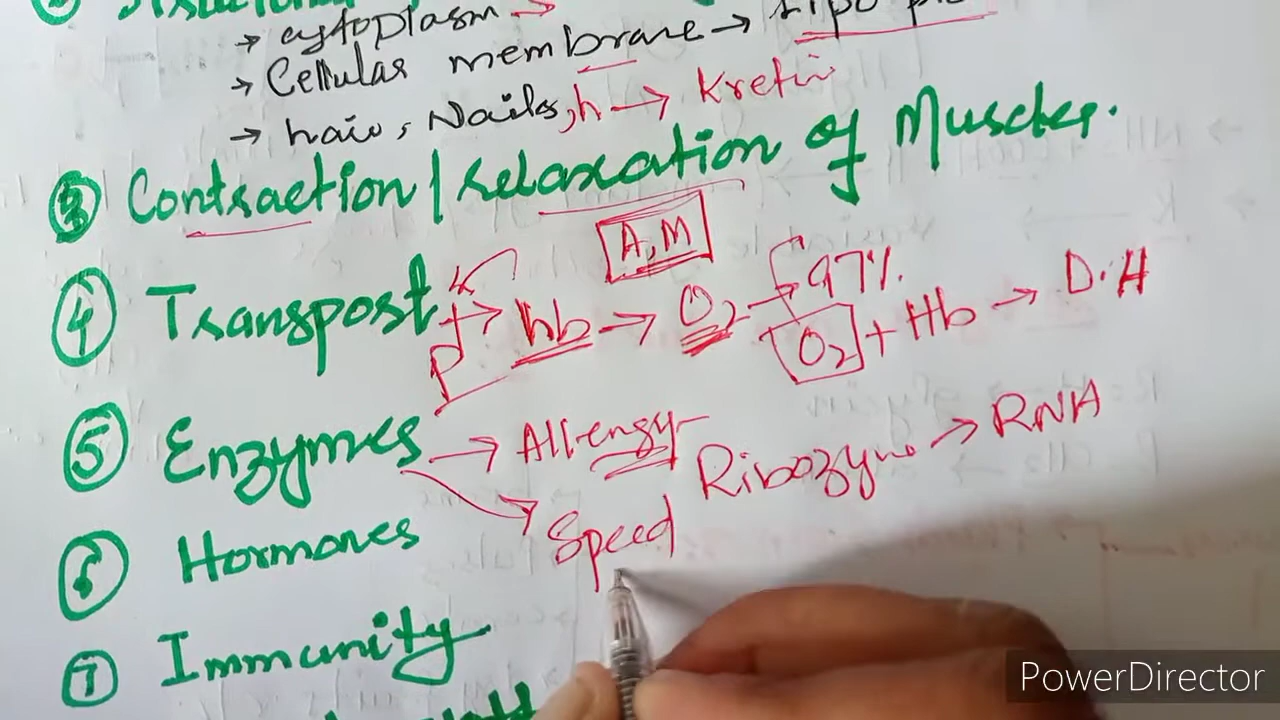 → cytoplasm →
→ Cellular membrane → lipo
→ hair, Nails, h → Kretin
③ Contraction / relaxation of Muscles.
A, M
④ Transport → hb → O2 → 97%
O2 + Hb → D.H
⑤ Enzymes → All-engy
Ribozyme → RNA
Speed
⑥ Hormones
⑦ Immunity
PowerDirector